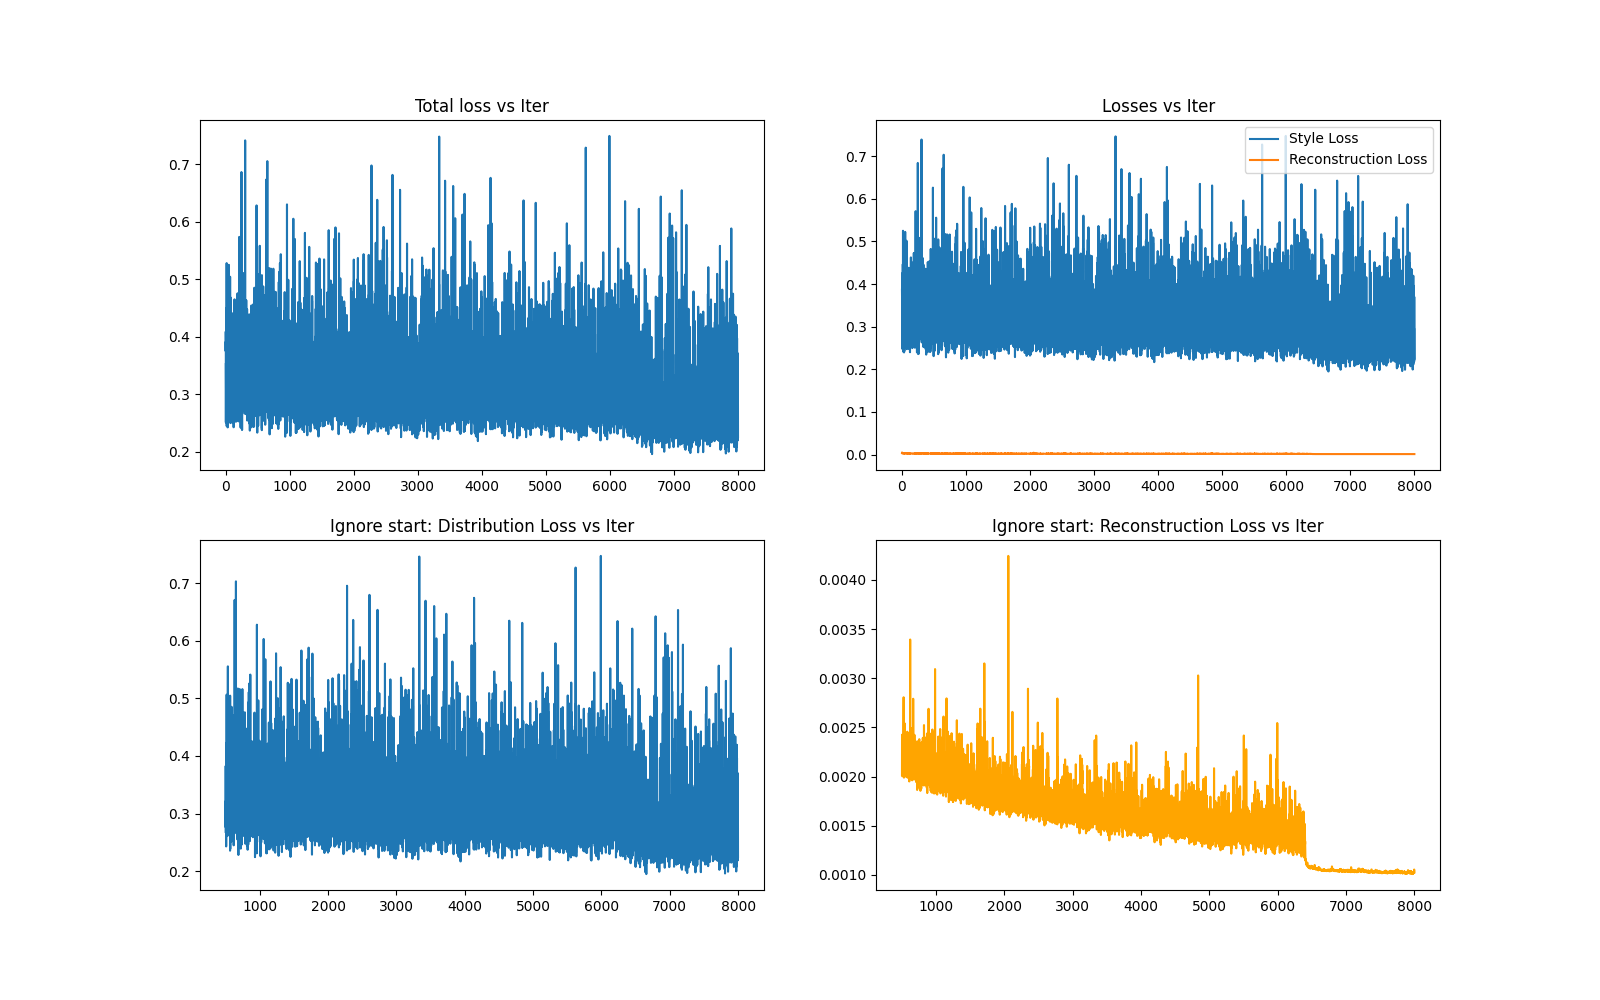 Total loss vs Iter
0.7
0.6
0.5
0.4
0.3
0.2
0 1000 2000 3000 4000 5000 6000 7000 8000
Losses vs Iter
Style Loss
Reconstruction Loss
0.7
0.6
0.5
0.4
0.3
0.2
0.1
0.0
0 1000 2000 3000 4000 5000 6000 7000 8000
Ignore start: Distribution Loss vs Iter
0.7
0.6
0.5
0.4
0.3
0.2
1000 2000 3000 4000 5000 6000 7000 8000
Ignore start: Reconstruction Loss vs Iter
0.0040
0.0035
0.0030
0.0025
0.0020
0.0015
0.0010
1000 2000 3000 4000 5000 6000 7000 8000